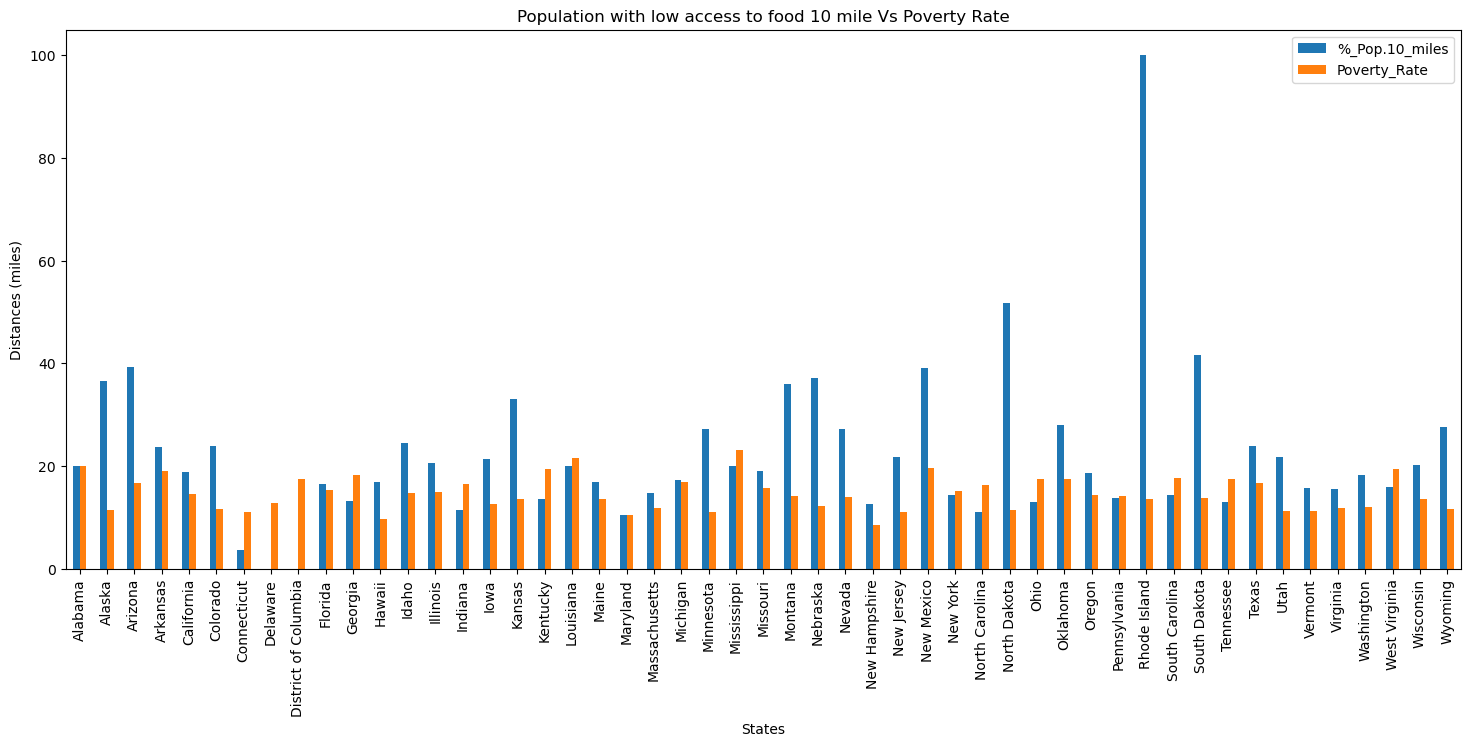 Population with low access to food 10 mile Vs Poverty Rate
%_Pop.10_miles
Poverty_Rate
Distances (miles)
100
80
60
40
20
0
Alabama
Alaska
Arizona
Arkansas
California
Colorado
Connecticut
Delaware
District of Columbia
Florida
Georgia
Hawaii
Idaho
Illinois
Indiana
Iowa
Kansas
Kentucky
Louisiana
Maine
Maryland
Massachusetts
Michigan
Minnesota
Mississippi
Missouri
Montana
Nebraska
Nevada
New Hampshire
New Jersey
New Mexico
New York
North Carolina
North Dakota
Ohio
Oklahoma
Oregon
Pennsylvania
Rhode Island
South Carolina
South Dakota
Tennessee
Texas
Utah
Vermont
Virginia
Washington
West Virginia
Wisconsin
Wyoming
States